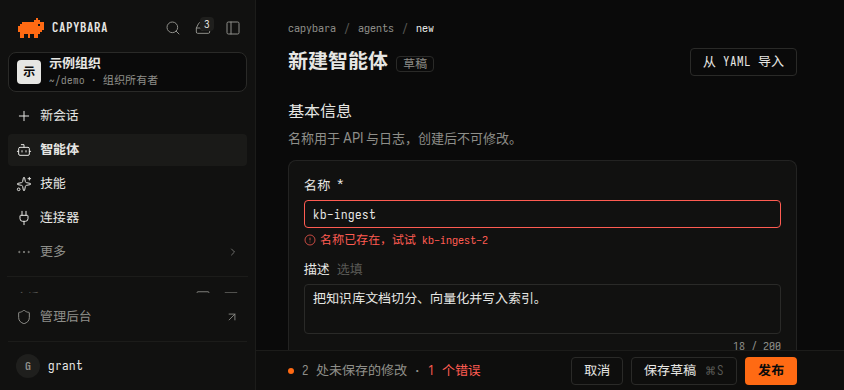 CAPYBARA
3
示
示例组织
~/demo · 组织所有者
新会话
智能体
技能
连接器
更多
管理后台
G
grant
capybara / agents / new
新建智能体
草稿
从 YAML 导入
基本信息
名称用于 API 与日志，创建后不可修改。
名称 *
kb-ingest
名称已存在，试试 kb-ingest-2
描述 选填
把知识库文档切分、向量化并写入索引。
18 / 200
2 处未保存的修改 · 1 个错误
取消
保存草稿 ⌘S
发布